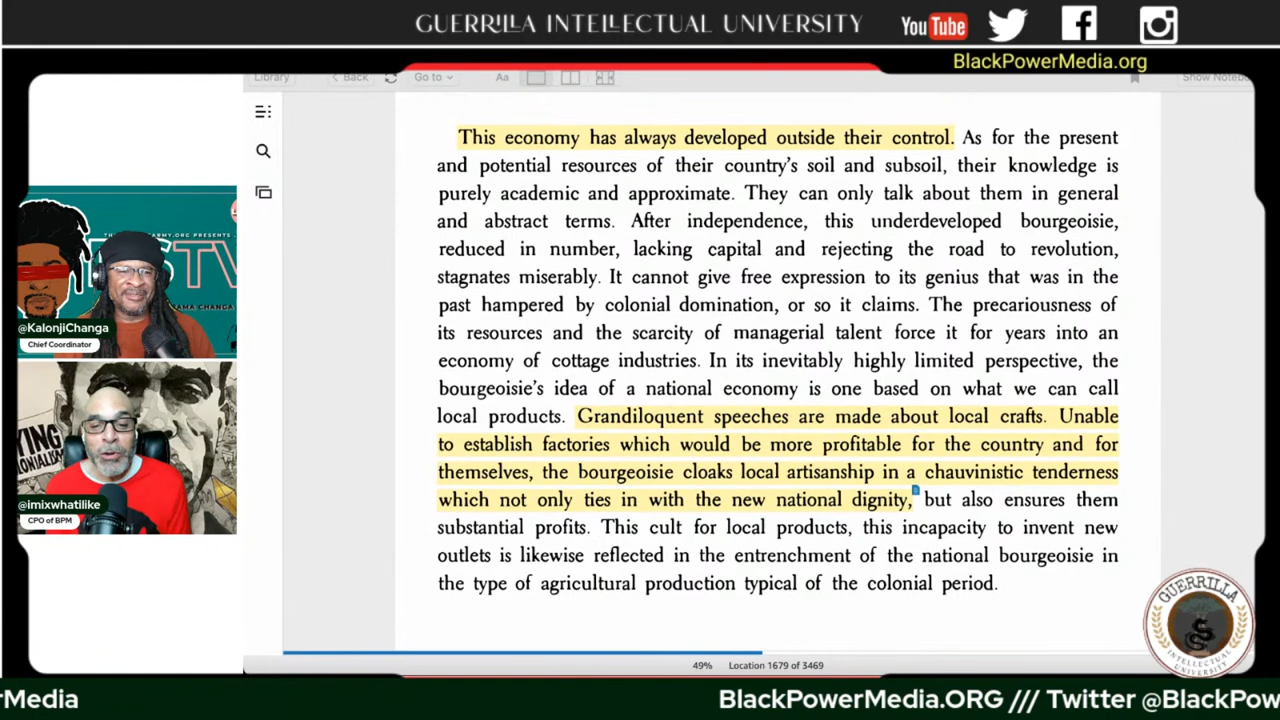 GUERRILLA INTELLECTUAL UNIVERSITY
YouTube
BlackPowerMedia.org
Library
Back
Go to
Aa
This economy has always developed outside their control. As for the present
and potential resources of their country's soil and subsoil, their knowledge is
purely academic and approximate. They can only talk about them in general
and abstract terms. After independence, this underdeveloped bourgeoisie,
reduced in number, lacking capital and rejecting the road to revolution,
stagnates miserably. It cannot give free expression to its genius that was in the
past hampered by colonial domination, or so it claims. The precariousness of
its resources and the scarcity of managerial talent force it for years into an
economy of cottage industries. In its inevitably highly limited perspective, the
bourgeoisie's idea of a national economy is one based on what we can call
local products. Grandiloquent speeches are made about local crafts. Unable
to establish factories which would be more profitable for the country and for
themselves, the bourgeoisie cloaks local artisanship in a chauvinistic tenderness
which not only ties in with the new national dignity, but also ensures them
substantial profits. This cult for local products, this incapacity to invent new
outlets is likewise reflected in the entrenchment of the national bourgeoisie in
the type of agricultural production typical of the colonial period.
49% Location 1679 of 3469
@KalonjiChanga
Chief Coordinator
@imixwhatilike
CPO of BPM
GUERRILLA
INTELLECTUAL
UNIVERSITY
rMedia
BlackPowerMedia.ORG /// Twitter @BlackPow